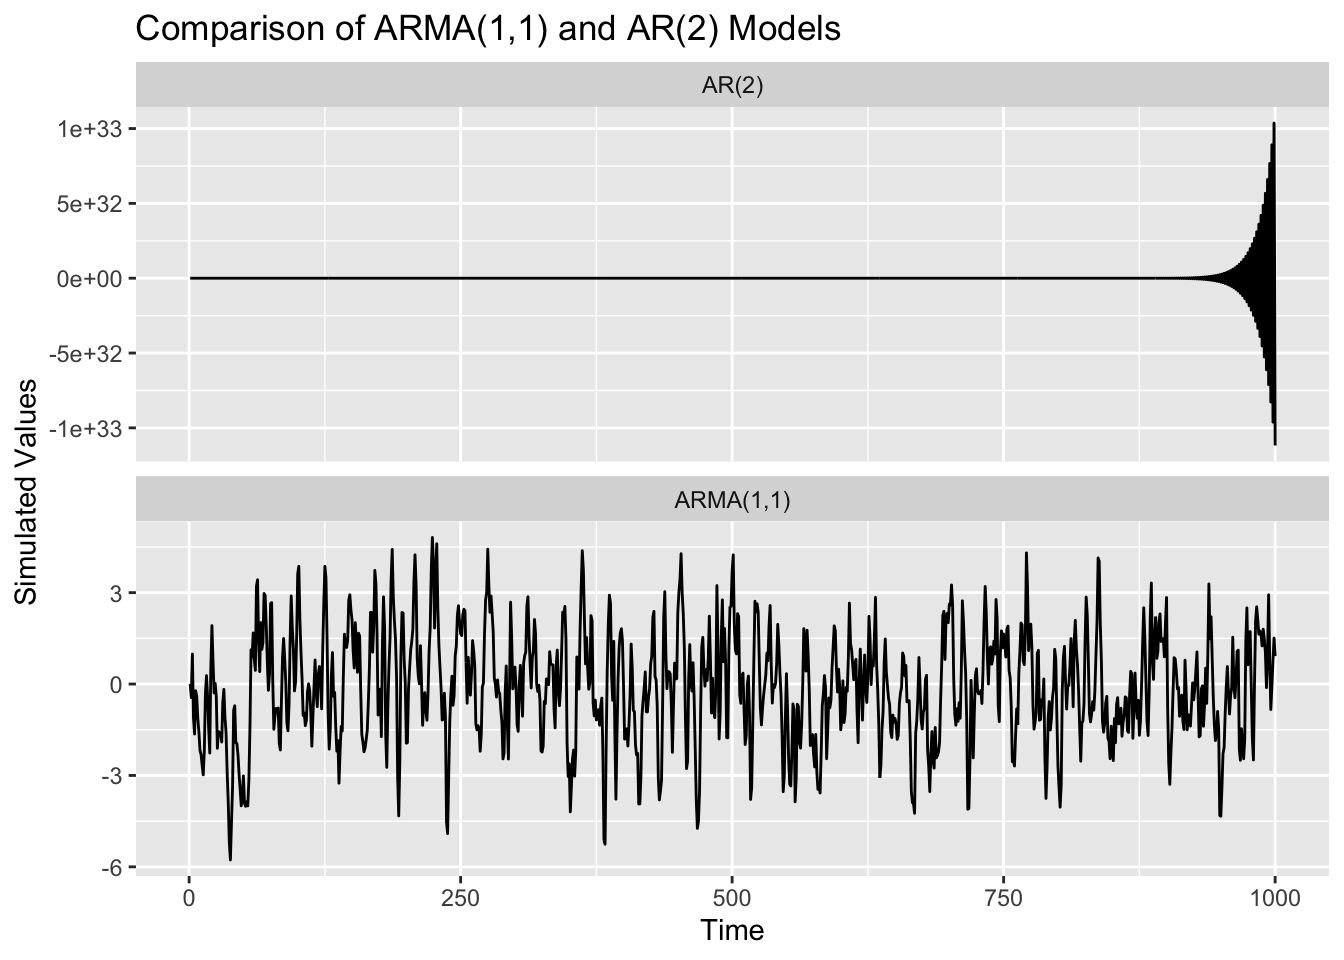 Comparison of ARMA(1,1) and AR(2) Models
AR(2)
1e+33
5e+32
0e+00
-5e+32
-1e+33
Simulated Values
ARMA(1,1)
3
0
-3
-6
0 250 500 750 1000
Time